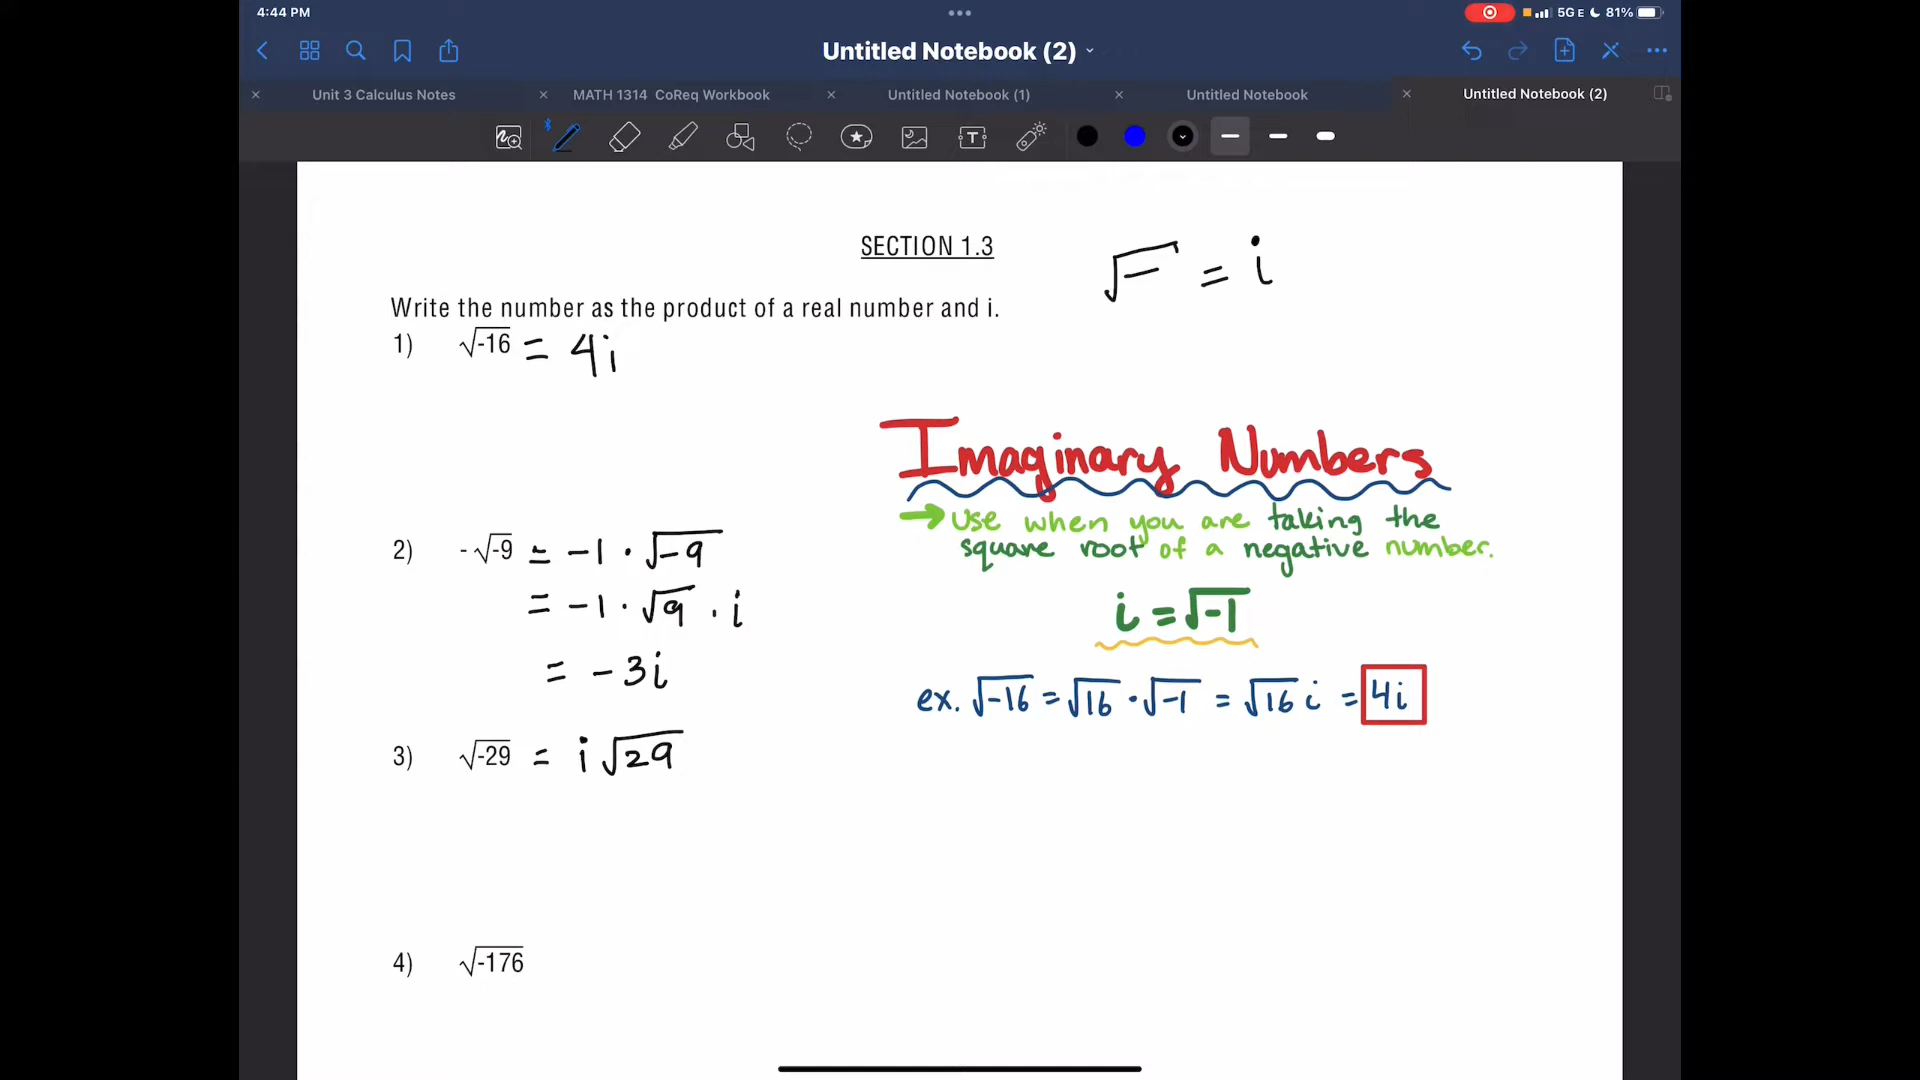 4:44 PM
5G E 81%
Untitled Notebook (2)
Unit 3 Calculus Notes
MATH 1314 CoReq Workbook
Untitled Notebook (1)
Untitled Notebook
Untitled Notebook (2)
T
SECTION 1.3
√- = i
Write the number as the product of a real number and i.
1) √-16 = 4i
Imaginary Numbers
→ Use when you are taking the
square root of a negative number.
i = √-1
ex. √-16 = √16 · √-1 = √16 i = 4i
2) -√-9 = -1 · √-9
= -1 · √9 · i
= -3i
3) √-29 = i √29
4) √-176